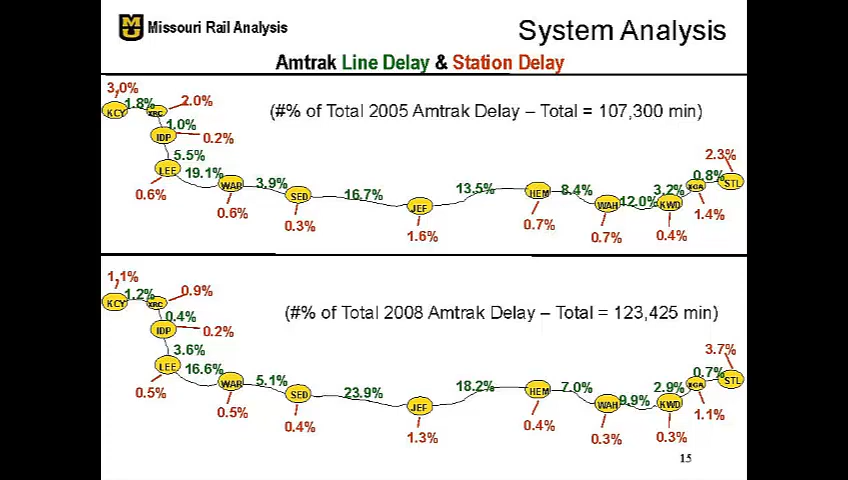 MU Missouri Rail Analysis
System Analysis
Amtrak Line Delay & Station Delay
(#% of Total 2005 Amtrak Delay – Total = 107,300 min)
3.0%
1.8%
2.0%
KCY
1.0%
IDP
0.2%
5.5%
LEE
19.1%
0.6%
WAR
0.6%
3.9%
SED
0.3%
16.7%
JEF
1.6%
13.5%
HEM
0.7%
8.4%
WAH
0.7%
12.0%
KWD
0.4%
3.2%
1.4%
0.8%
STL
2.3%
(#% of Total 2008 Amtrak Delay – Total = 123,425 min)
1.1%
1.2%
0.9%
KCY
0.4%
IDP
0.2%
3.6%
LEE
16.6%
0.5%
WAR
0.5%
5.1%
SED
0.4%
23.9%
JEF
1.3%
18.2%
HEM
0.4%
7.0%
WAH
0.3%
9.9%
KWD
0.3%
2.9%
1.1%
0.7%
STL
3.7%
15